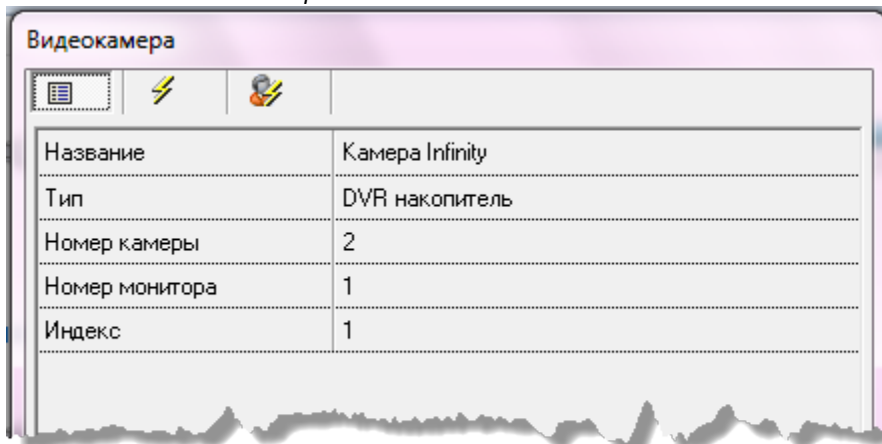 Видеокамера
Название Камера Infinity
Тип DVR накопитель
Номер камеры 2
Номер монитора 1
Индекс 1